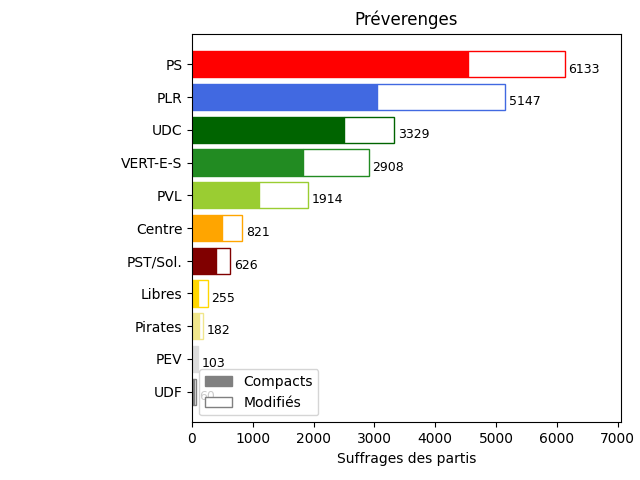 Préverenges
PS 6133
PLR 5147
UDC 3329
VERT-E-S 2908
PVL 1914
Centre 821
PST/Sol. 626
Libres 255
Pirates 182
PEV 103
UDF 60
Compacts
Modifiés
0 1000 2000 3000 4000 5000 6000 7000
Suffrages des partis